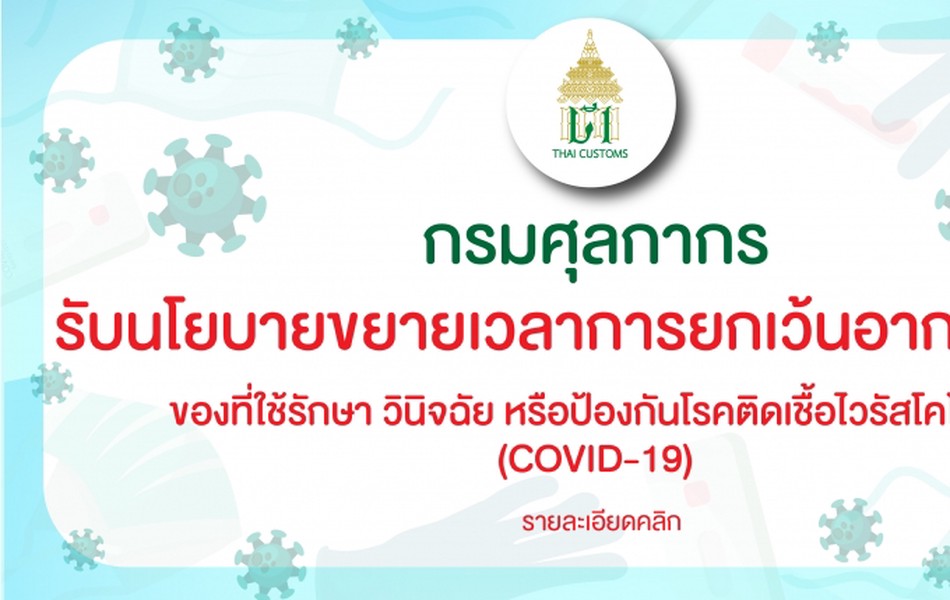 THAI CUSTOMS
กรมศุลกากร
รับนโยบายขยายเวลาการยกเว้นอาก
ของที่ใช้รักษา วินิจฉัย หรือป้องกันโรคติดเชื้อไวรัสโค
(COVID-19)
รายละเอียดคลิก